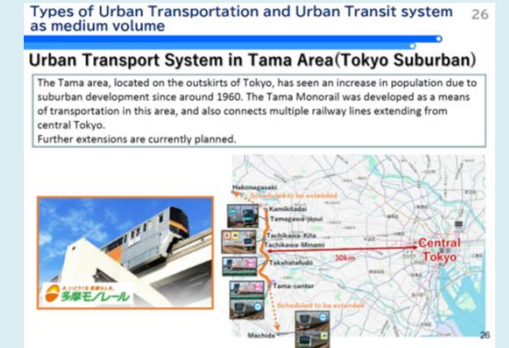 Types of Urban Transportation and Urban Transit system
as medium volume
26
Urban Transport System in Tama Area(Tokyo Suburban)
The Tama area, located on the outskirts of Tokyo, has seen an increase in population due to
suburban development since around 1960. The Tama Monorail was developed as a means
of transportation in this area, and also connects multiple railway lines extending from
central Tokyo.
Further extensions are currently planned.
Hakonegasaki
Scheduled to be extended
Kamikitadai
Tamagawa-josui
Tachikawa-Kita
Tachikawa-Minami
Takahatafudo
Tama-center
Scheduled to be extended
Machida
30km
Central
Tokyo
多摩モノレール
26